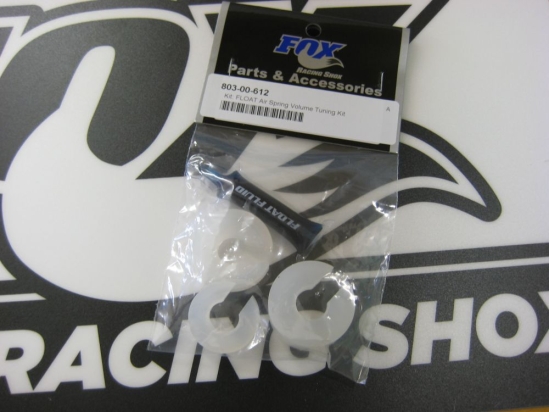 FOX
RACING SHOX
Parts & Accessories
803-00-612
Kit: FLOAT Air Spring Volume Tuning Kit
A
FLOAT FLUID
RACING SHOX